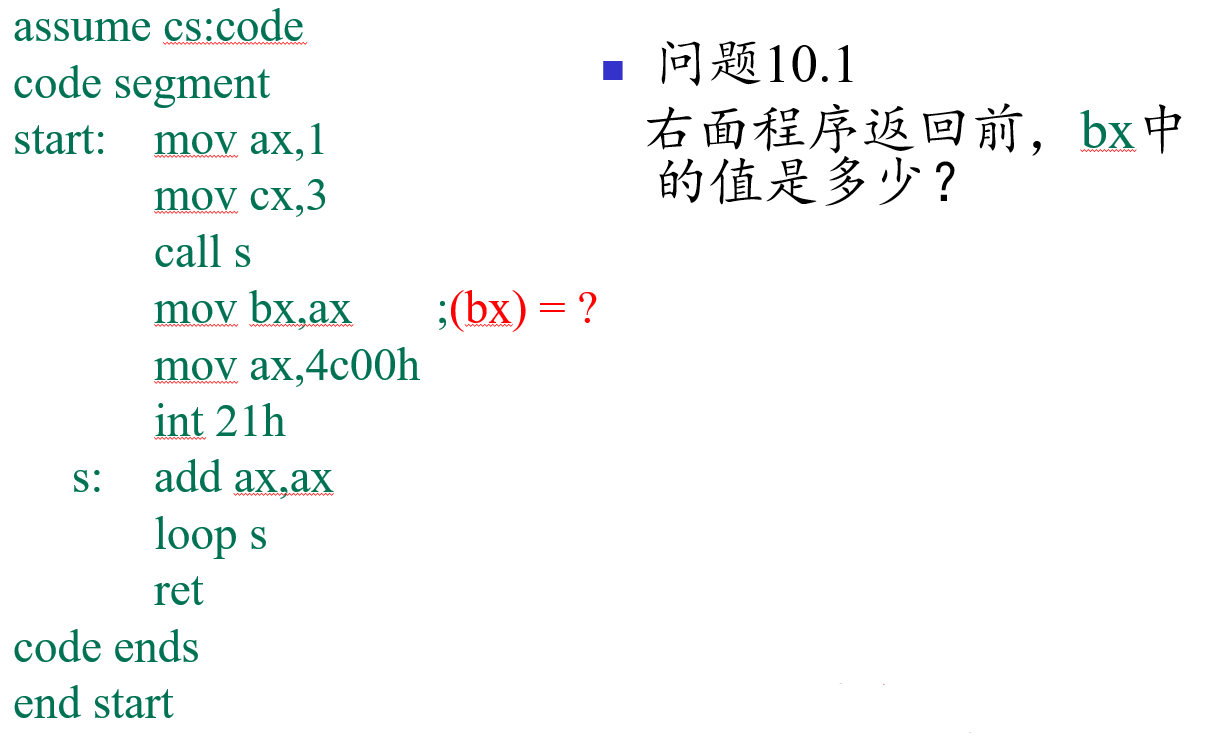 assume cs:code
code segment
start: mov ax,1
mov cx,3
call s
mov bx,ax ;(bx) = ?
mov ax,4c00h
int 21h
s: add ax,ax
loop s
ret
code ends
end start
■ 问题10.1
右面程序返回前，bx中
的值是多少？